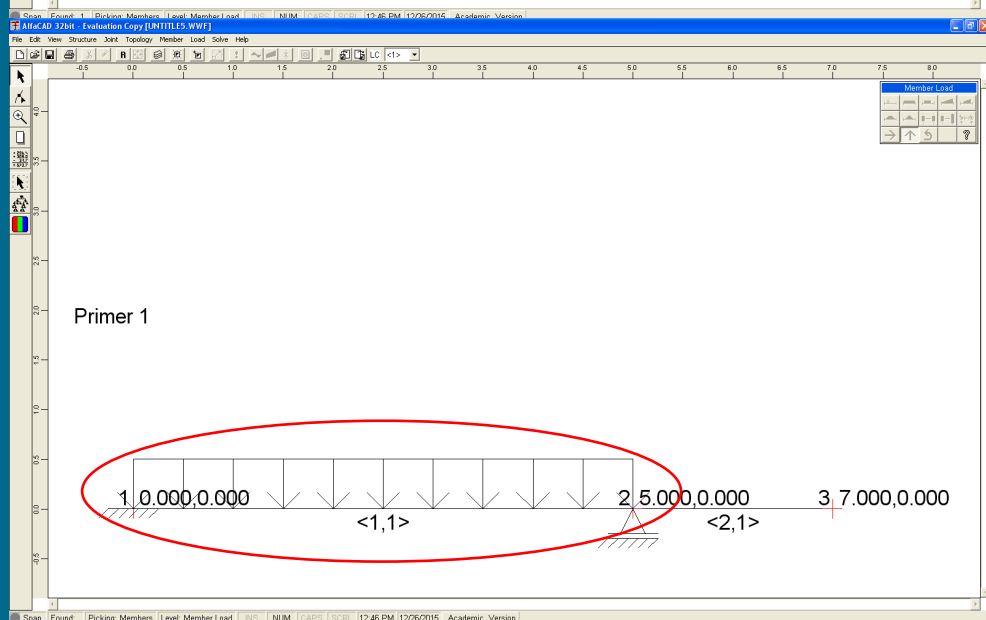 Snap Found: 1 Picking: Members Level: Member Load INS NUM CAPS SCRL 12:46 PM 12/26/2015 Academic Version
AlfaCAD 32bit - Evaluation Copy [UNTITLE5.WWF]
File Edit View Structure Joint Topology Member Load Solve Help
R LC <1>
-0.5 0.0 0.5 1.0 1.5 2.0 2.5 3.0 3.5 4.0 4.5 5.0 5.5 6.0 6.5 7.0 7.5 8.0
Member Load
?
4.0
3.5
3.0
2.5
2.0
Primer 1
1.5
1.0
0.5
1 0.000,0.000 2 5.000,0.000 3 7.000,0.000
0.0
<1,1> <2,1>
-0.5
Snap Found: Picking: Members Level: Member Load INS NUM CAPS SCRL 12:46 PM 12/26/2015 Academic Version